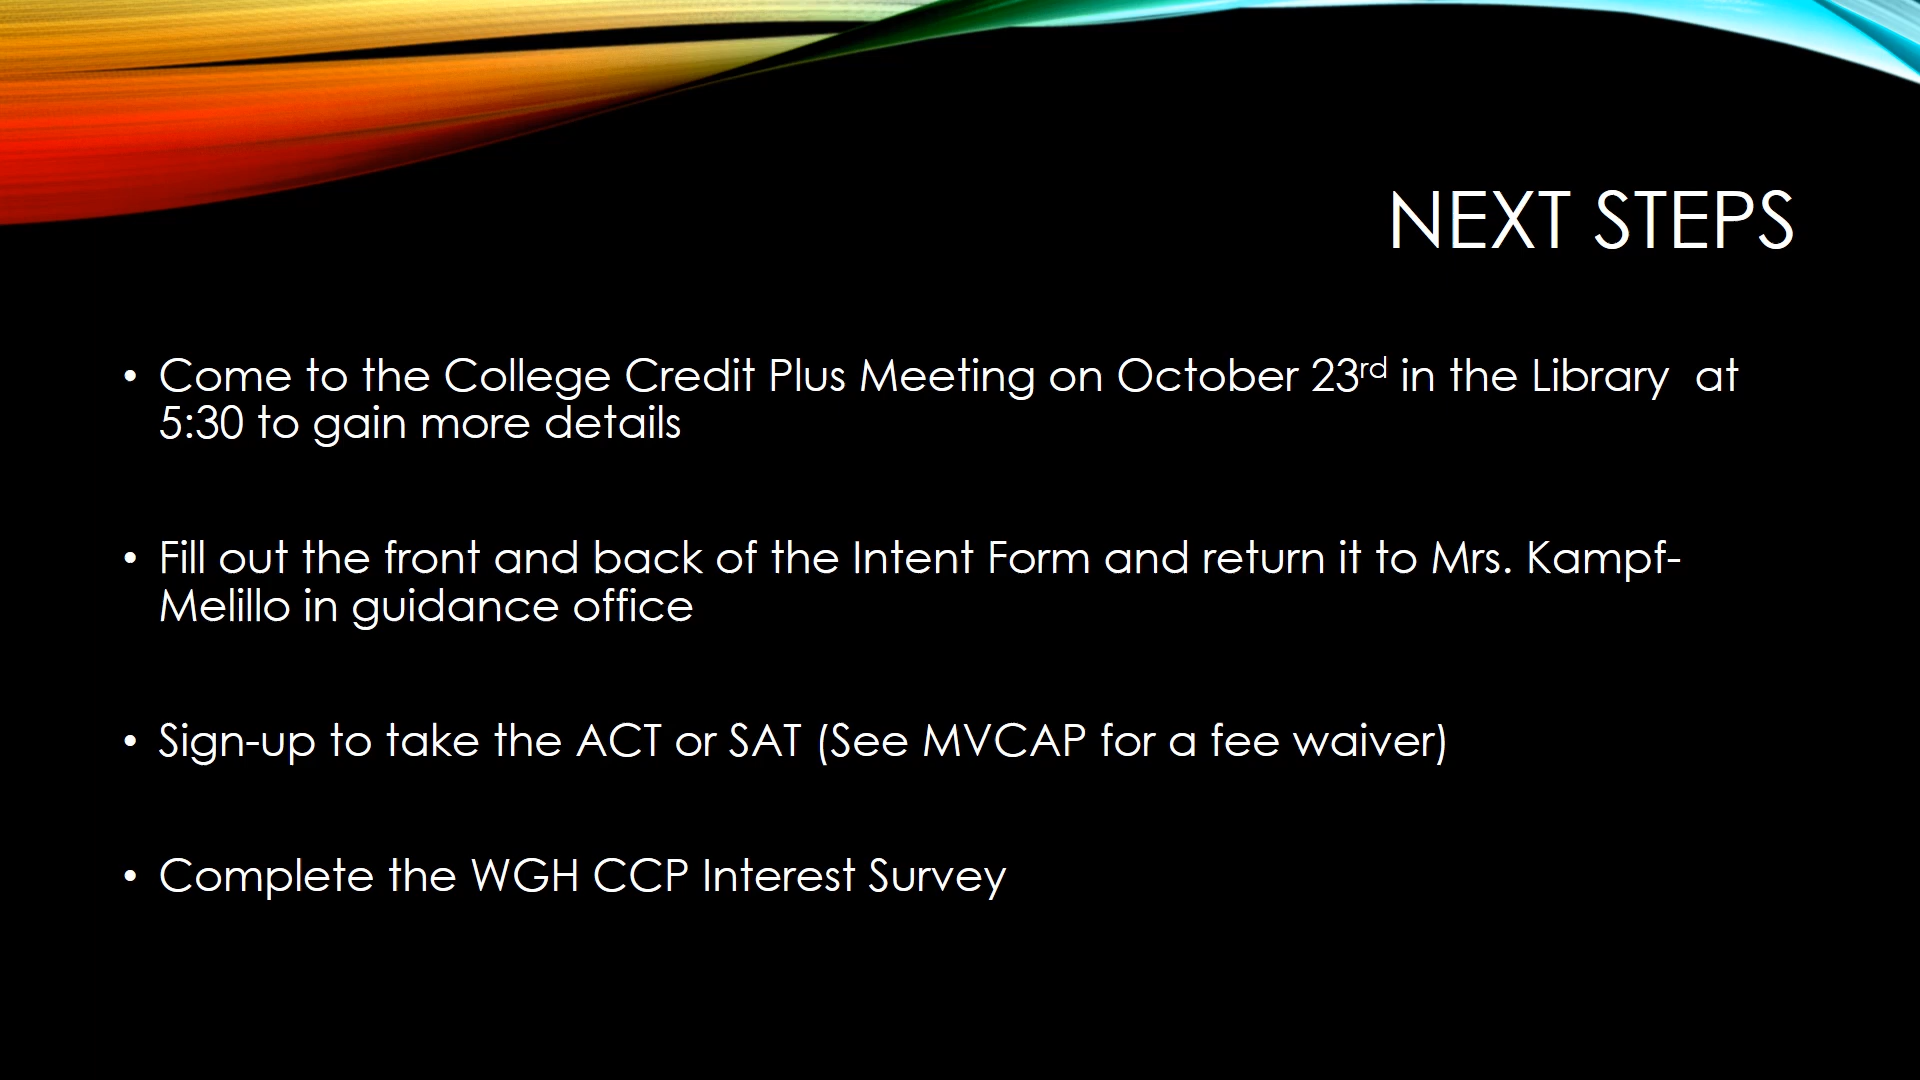 NEXT STEPS
• Come to the College Credit Plus Meeting on October 23rd in the Library  at
5:30 to gain more details
• Fill out the front and back of the Intent Form and return it to Mrs. Kampf-
Melillo in guidance office
• Sign-up to take the ACT or SAT (See MVCAP for a fee waiver)
• Complete the WGH CCP Interest Survey